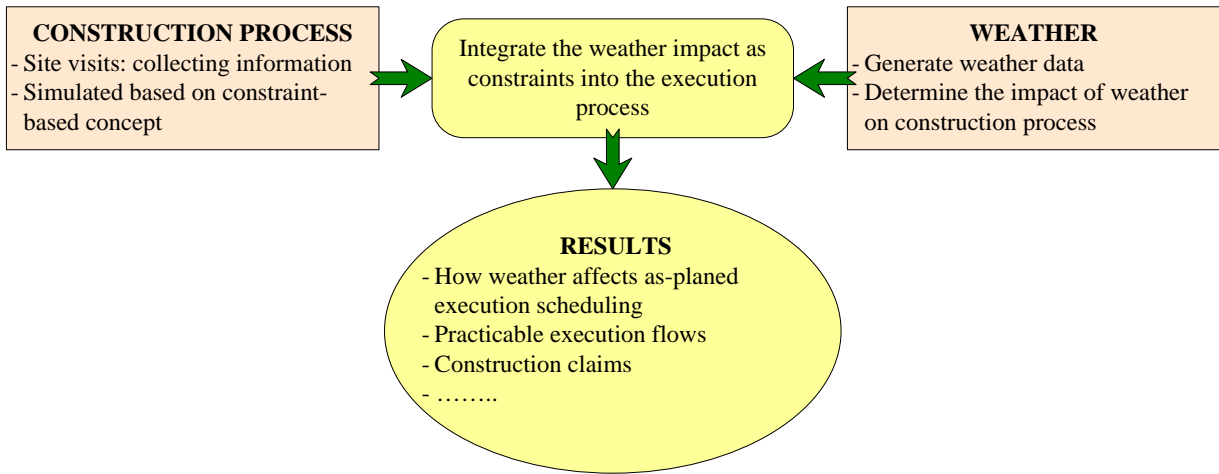 CONSTRUCTION PROCESS
- Site visits: collecting information
- Simulated based on constraint-
based concept
Integrate the weather impact as
constraints into the execution
process
WEATHER
- Generate weather data
- Determine the impact of weather
on construction process
RESULTS
- How weather affects as-planed
execution scheduling
- Practicable execution flows
- Construction claims
- ……..